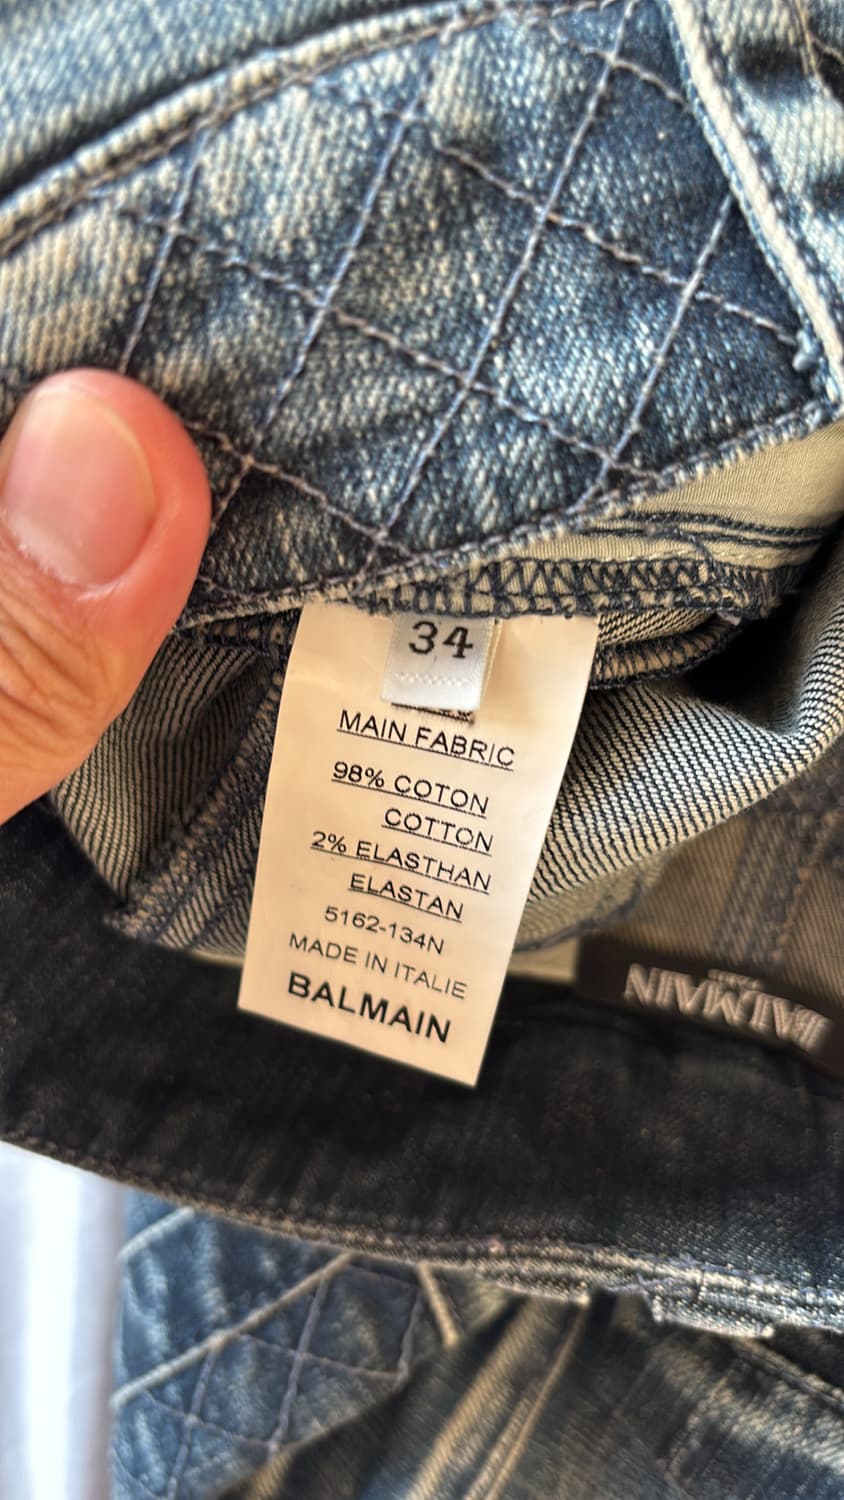 34
MAIN FABRIC
98% COTON
COTTON
2% ELASTHAN
ELASTAN
5162-134N
MADE IN ITALIE
BALMAIN
BALMAIN